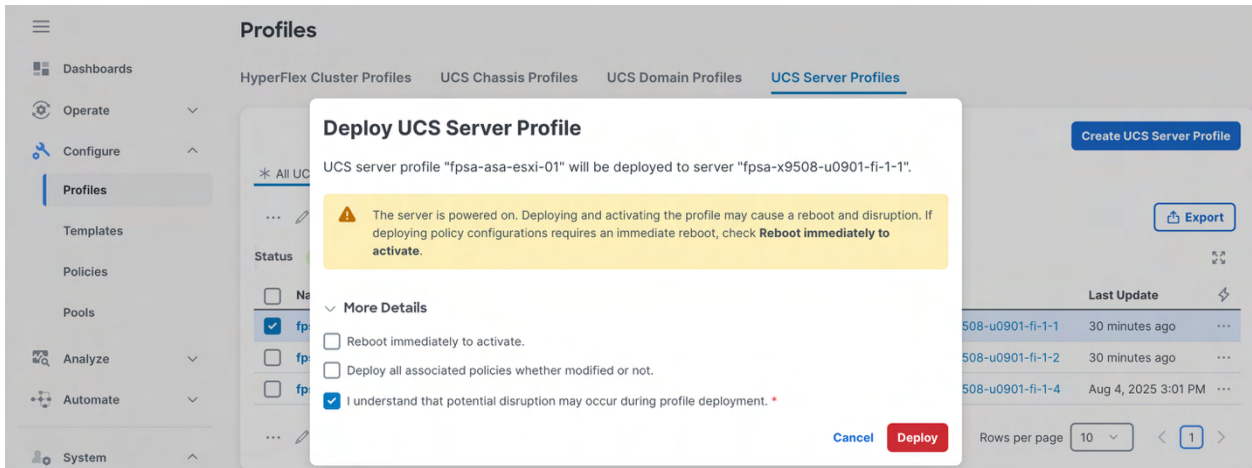 Profiles
Dashboards
HyperFlex Cluster Profiles UCS Chassis Profiles UCS Domain Profiles UCS Server Profiles
Operate
Deploy UCS Server Profile
Create UCS Server Profile
Configure
UCS server profile "fpsa-asa-esxi-01" will be deployed to server "fpsa-x9508-u0901-fi-1-1".
All UC
Profiles
The server is powered on. Deploying and activating the profile may cause a reboot and disruption. If
deploying policy configurations requires an immediate reboot, check Reboot immediately to
activate.
... Export
Templates
Status
Policies
Na Last Update
More Details
Pools
fp 508-u0901-fi-1-1 30 minutes ago ...
Reboot immediately to activate.
Analyze
fp 508-u0901-fi-1-2 30 minutes ago ...
Deploy all associated policies whether modified or not.
fp 508-u0901-fi-1-4 Aug 4, 2025 3:01 PM ...
Automate
I understand that potential disruption may occur during profile deployment. *
... Cancel Deploy Rows per page 10 1
System